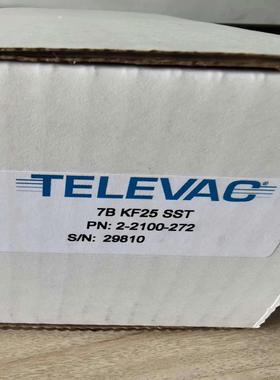 TELEVAC
7B KF25 SST
PN: 2-2100-272
S/N: 29810